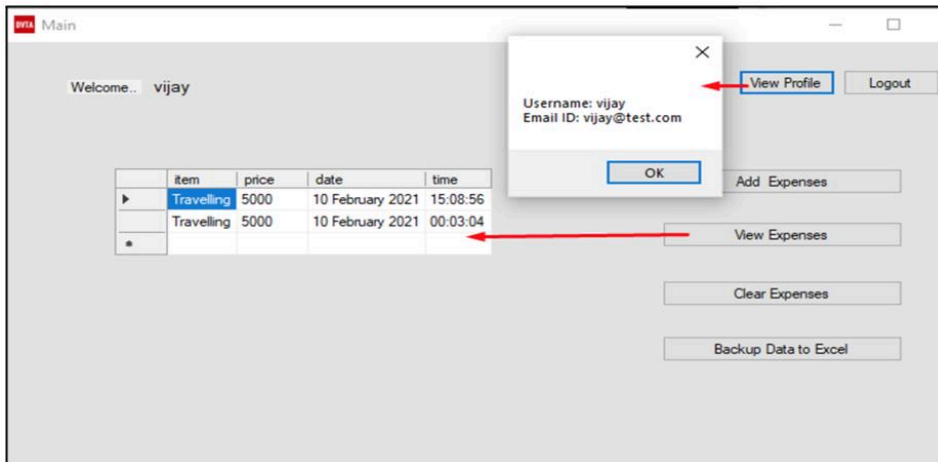 DVTA Main
Welcome.. vijay
View Profile Logout
Username: vijay
Email ID: vijay@test.com
OK
item price date time
Travelling 5000 10 February 2021 15:08:56
Travelling 5000 10 February 2021 00:03:04
Add Expenses
View Expenses
Clear Expenses
Backup Data to Excel